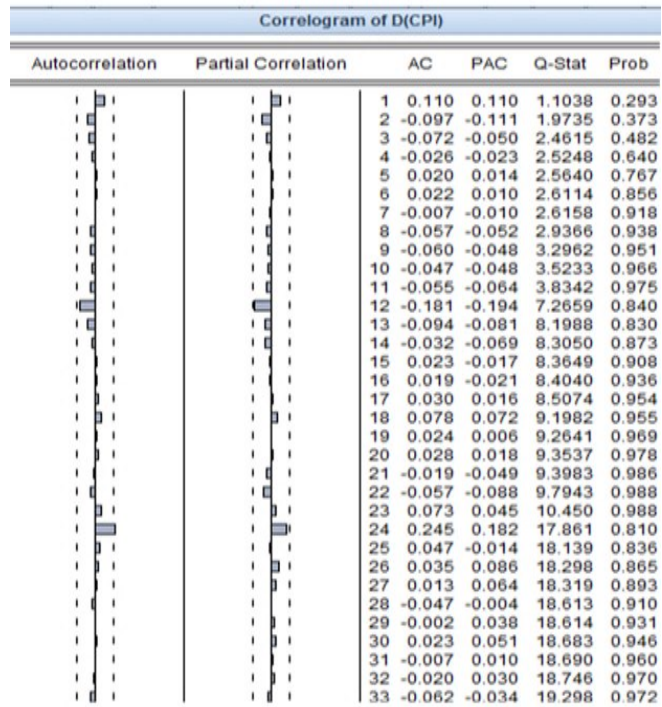 Correlogram of D(CPI)
Autocorrelation Partial Correlation AC PAC Q-Stat Prob
1 0.110 0.110 1.1038 0.293
2 -0.097 -0.111 1.9735 0.373
3 -0.072 -0.050 2.4615 0.482
4 -0.026 -0.023 2.5248 0.640
5 0.020 0.014 2.5640 0.767
6 0.022 0.010 2.6114 0.856
7 -0.007 -0.010 2.6158 0.918
8 -0.057 -0.052 2.9366 0.938
9 -0.060 -0.048 3.2962 0.951
10 -0.047 -0.048 3.5233 0.966
11 -0.055 -0.064 3.8342 0.975
12 -0.181 -0.194 7.2659 0.840
13 -0.094 -0.081 8.1988 0.830
14 -0.032 -0.069 8.3050 0.873
15 0.023 -0.017 8.3649 0.908
16 0.019 -0.021 8.4040 0.936
17 0.030 0.016 8.5074 0.954
18 0.078 0.072 9.1982 0.955
19 0.024 0.006 9.2641 0.969
20 0.028 0.018 9.3537 0.978
21 -0.019 -0.049 9.3983 0.986
22 -0.057 -0.088 9.7943 0.988
23 0.073 0.045 10.450 0.988
24 0.245 0.182 17.861 0.810
25 0.047 -0.014 18.139 0.836
26 0.035 0.086 18.298 0.865
27 0.013 0.064 18.319 0.893
28 -0.047 -0.004 18.613 0.910
29 -0.002 0.038 18.614 0.931
30 0.023 0.051 18.683 0.946
31 -0.007 0.010 18.690 0.960
32 -0.020 0.030 18.746 0.970
33 -0.062 -0.034 19.298 0.972